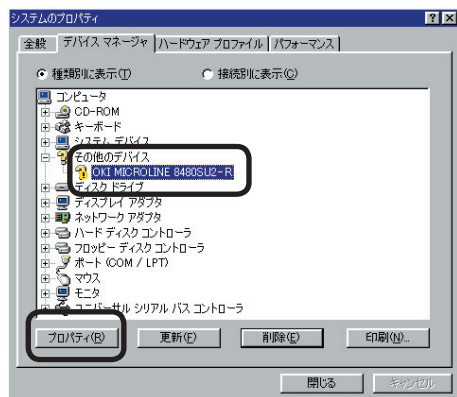 システムのプロパティ
全般 デバイス マネージャ ハードウェア プロファイル パフォーマンス
種類別に表示(T) 接続別に表示(C)
コンピュータ
CD-ROM
キーボード
システム デバイス
その他のデバイス
OKI MICROLINE 8480SU2-R
ディスク ドライブ
ディスプレイ アダプタ
ネットワーク アダプタ
ハード ディスク コントローラ
フロッピー ディスク コントローラ
ポート (COM / LPT)
マウス
モニタ
ユニバーサル シリアル バス コントローラ
プロパティ(R) 更新(F) 削除(E) 印刷(N)...
閉じる キャンセル